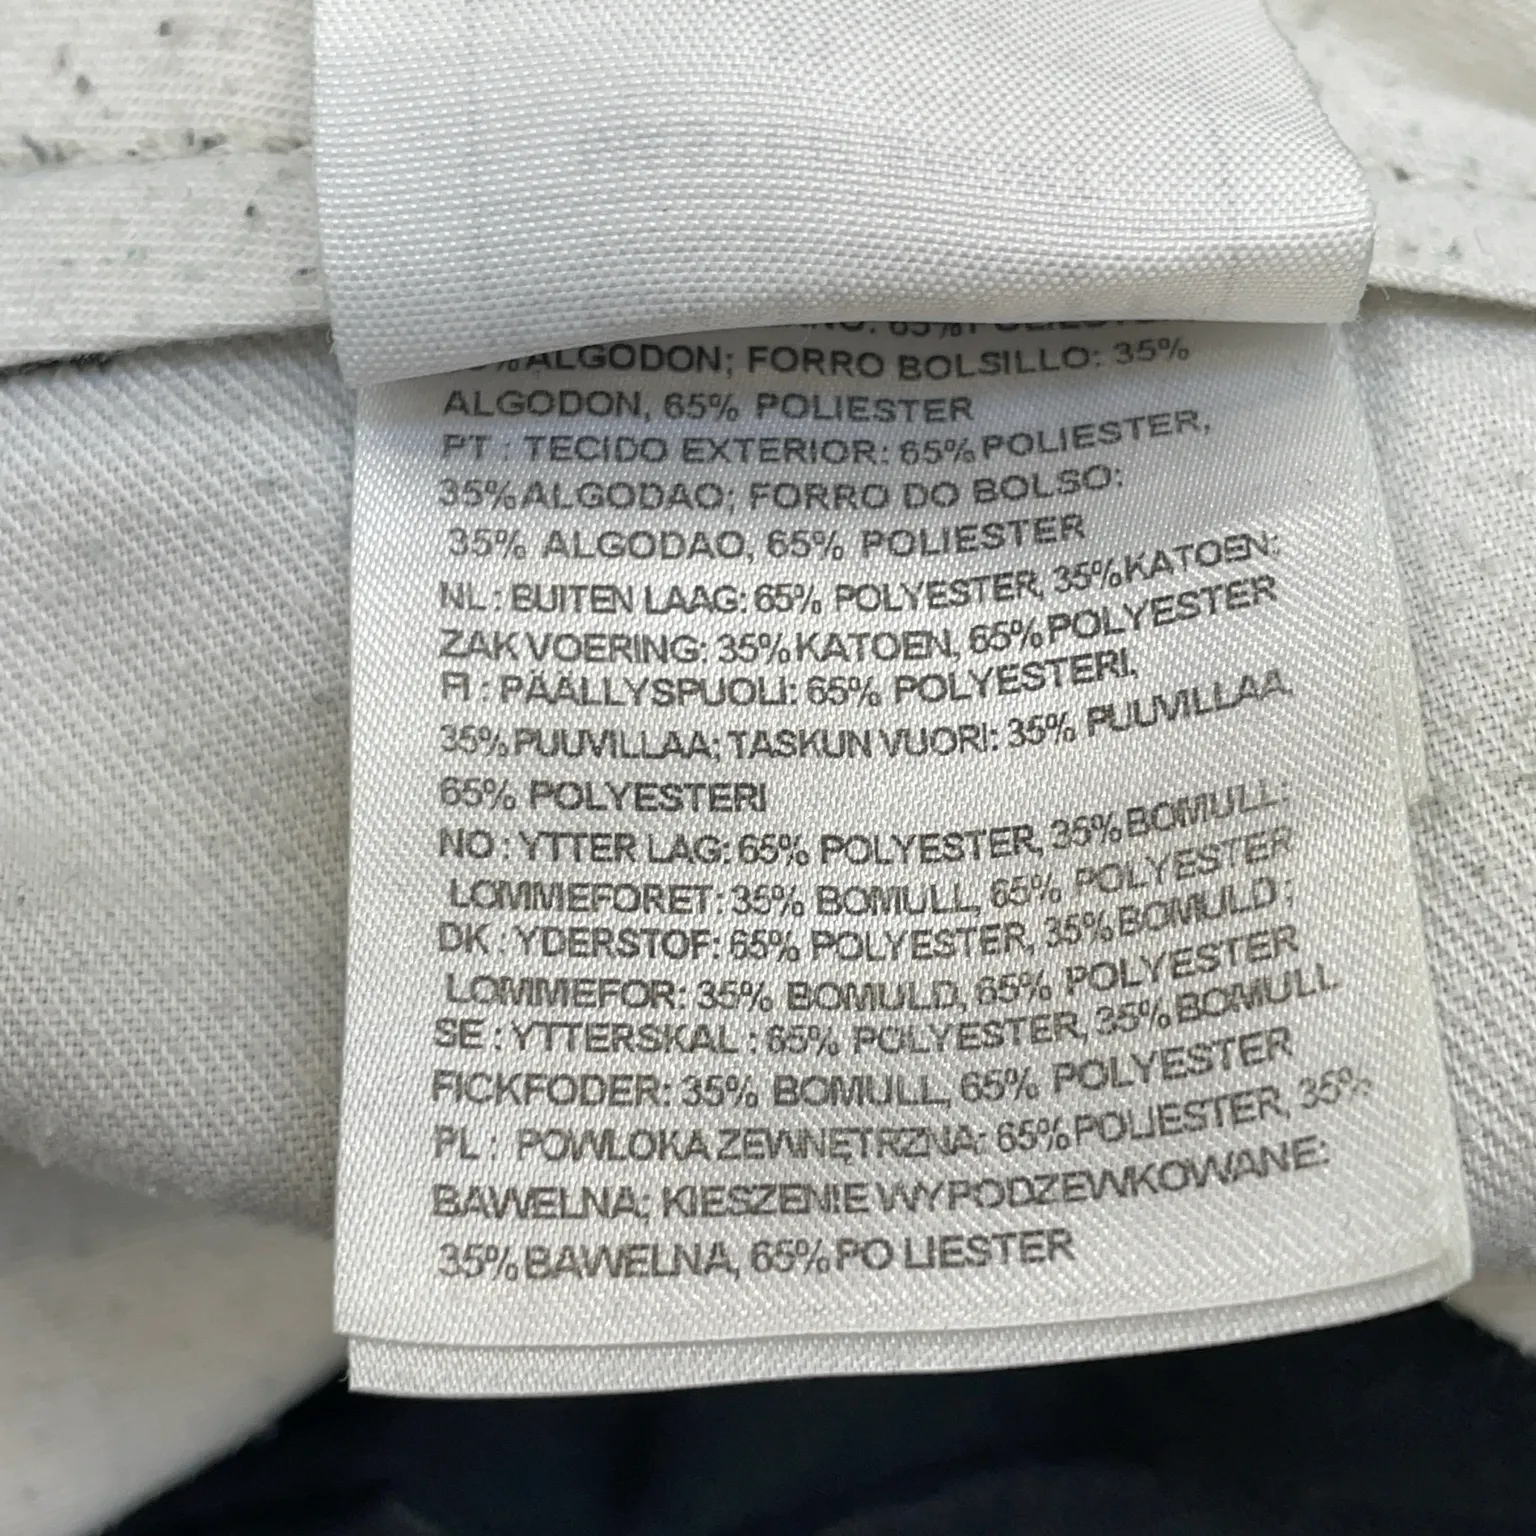 65% POLIESTER
ALGODON; FORRO BOLSILLO: 35%
ALGODON, 65% POLIESTER
PT : TECIDO EXTERIOR: 65% POLIESTER,
35% ALGODAO; FORRO DO BOLSO:
35% ALGODAO, 65% POLIESTER
NL : BUITEN LAAG: 65% POLYESTER, 35% KATOEN:
ZAK VOERING: 35% KATOEN, 65% POLYESTER
FI : PÄÄLLYSPUOLI: 65% POLYESTERI,
35% PUUVILLAA; TASKUN VUORI: 35% PUUVILLAA,
65% POLYESTERI
NO : YTTER LAG: 65% POLYESTER, 35% BOMULL:
LOMMEFORET: 35% BOMULL, 65% POLYESTER
DK : YDERSTOF: 65% POLYESTER, 35% BOMULD;
LOMMEFOR: 35% BOMULD, 65% POLYESTER
SE : YTTERSKAL : 65% POLYESTER, 35% BOMULL
FICKFODER: 35% BOMULL, 65% POLYESTER
PL : POWLOKA ZEWNĘTRZNA: 65% POLIESTER, 35%
BAWELNA; KIESZENIE WYPODZEWKOWANE:
35% BAWELNA, 65% PO LIESTER